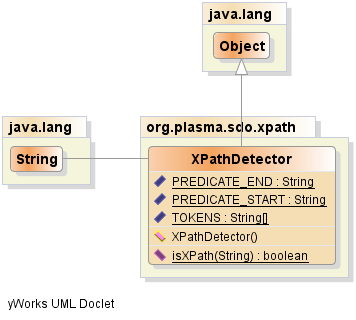 java.lang
Object
java.lang
String
org.plasma.sdo.xpath
XPathDetector
PREDICATE_END : String
PREDICATE_START : String
TOKENS : String[]
XPathDetector()
isXPath(String) : boolean
yWorks UML Doclet